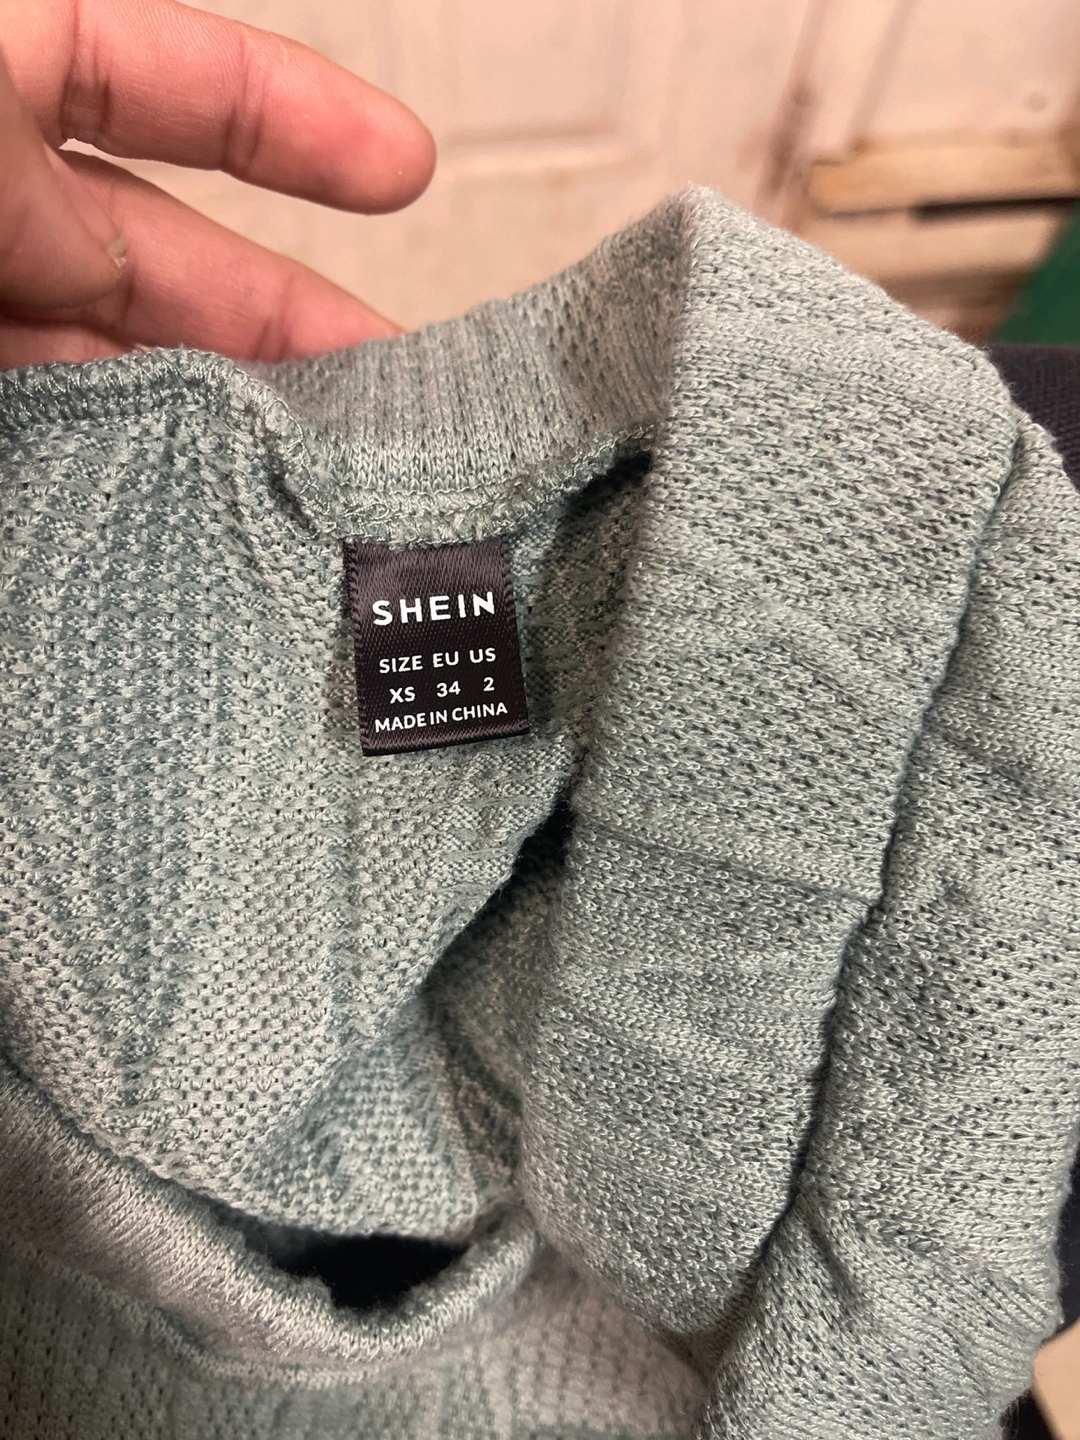 SHEIN
SIZE EU US
XS 34 2
MADE IN CHINA